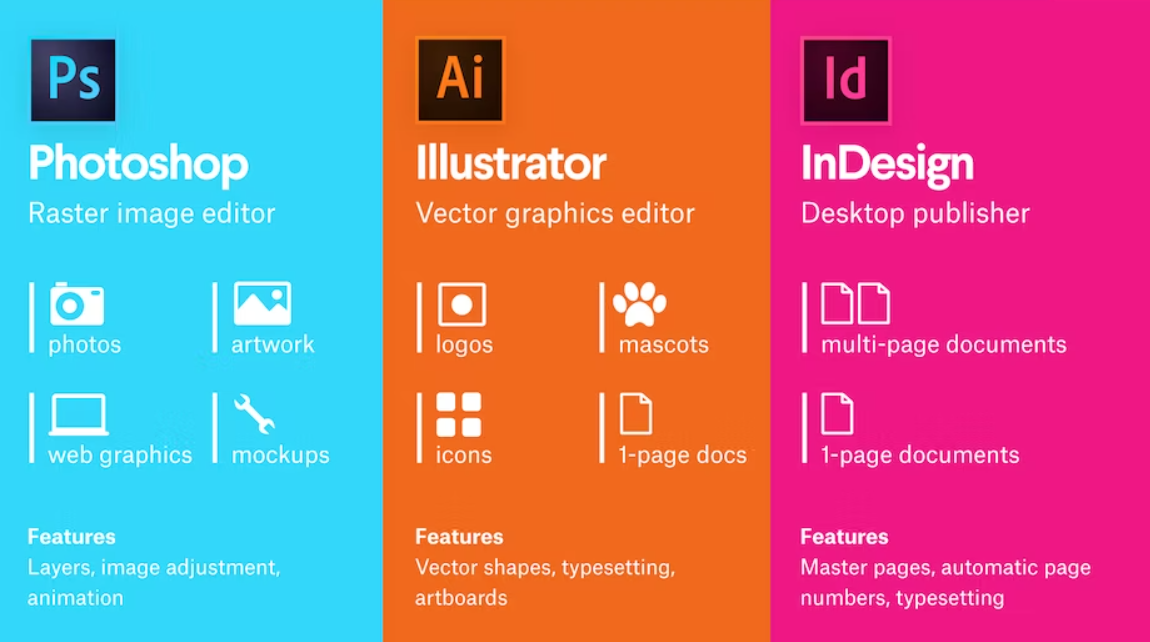 Ps
Photoshop
Raster image editor
photos
artwork
web graphics
mockups
Features
Layers, image adjustment,
animation
Ai
Illustrator
Vector graphics editor
logos
mascots
icons
1-page docs
Features
Vector shapes, typesetting,
artboards
Id
InDesign
Desktop publisher
multi-page documents
1-page documents
Features
Master pages, automatic page
numbers, typesetting